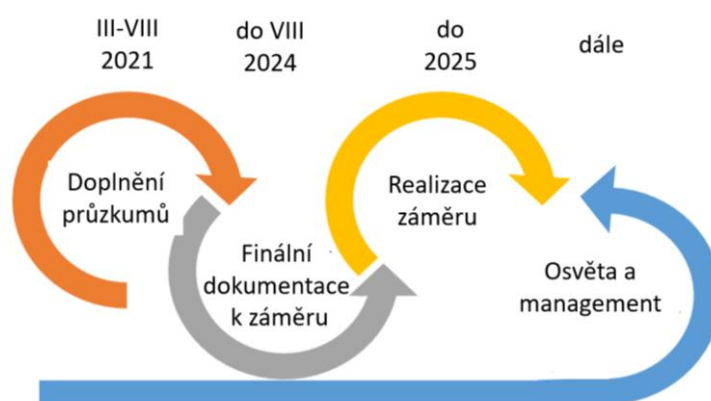 III-VIII
2021
do VIII
2024
do
2025
dále
Doplnění
průzkumů
Finální
dokumentace
k záměru
Realizace
záměru
Osvěta a
management